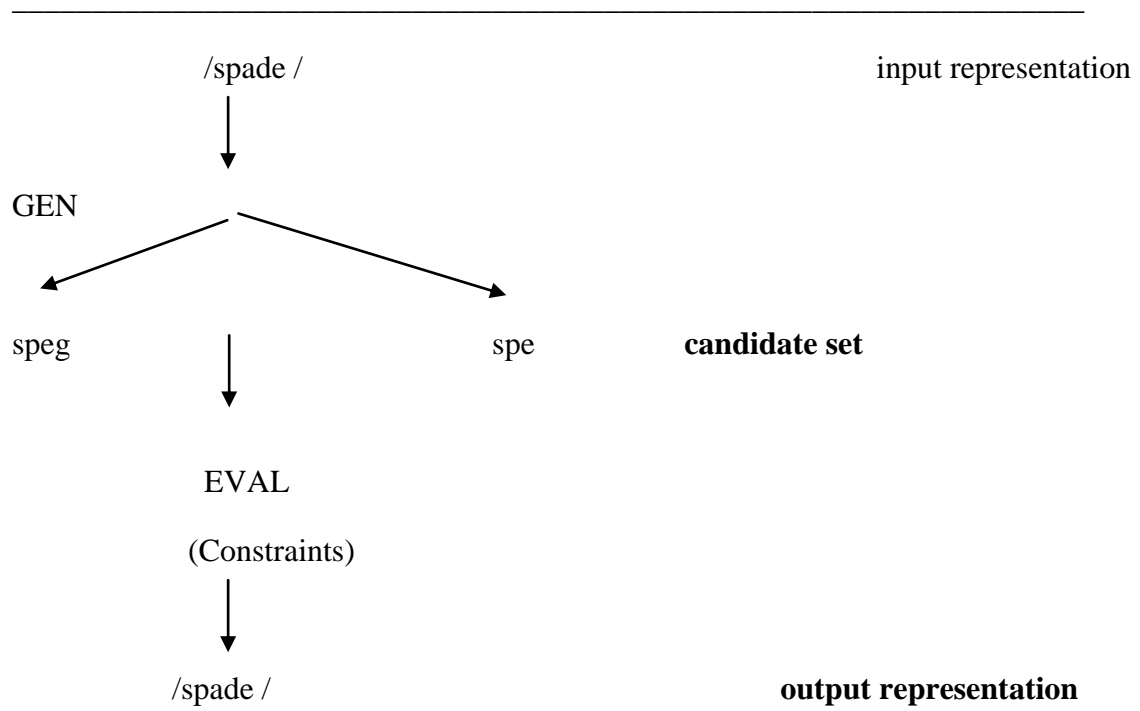 /spade / input representation
GEN
speg spe candidate set
EVAL
(Constraints)
/spade / output representation